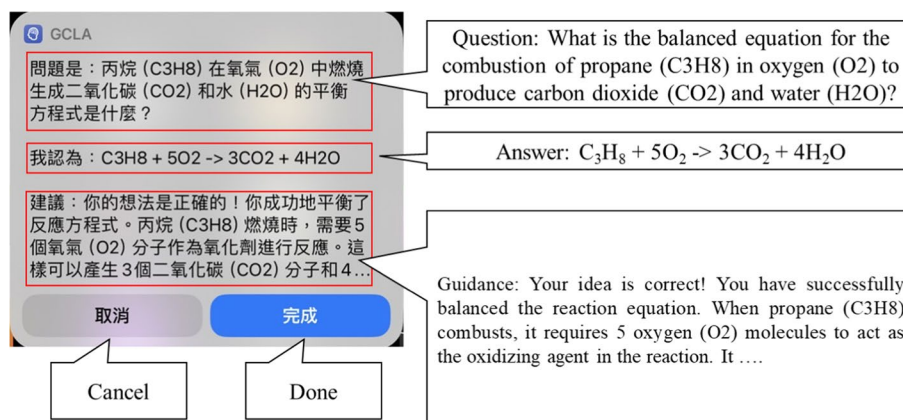 GCLA
問題是：丙烷 (C3H8) 在氧氣 (O2) 中燃燒
生成二氧化碳 (CO2) 和水 (H2O) 的平衡
方程式是什麼？
我認為：C3H8 + 5O2 -> 3CO2 + 4H2O
建議：你的想法是正確的！你成功地平衡了
反應方程式。丙烷 (C3H8) 燃燒時，需要5
個氧氣 (O2) 分子作為氧化劑進行反應。這
樣可以產生3個二氧化碳 (CO2) 分子和4...
取消
完成
Question: What is the balanced equation for the
combustion of propane (C3H8) in oxygen (O2) to
produce carbon dioxide (CO2) and water (H2O)?
Answer: C₃H₈ + 5O₂ -> 3CO₂ + 4H₂O
Guidance: Your idea is correct! You have successfully
balanced the reaction equation. When propane (C3H8)
combusts, it requires 5 oxygen (O2) molecules to act as
the oxidizing agent in the reaction. It ….
Cancel
Done